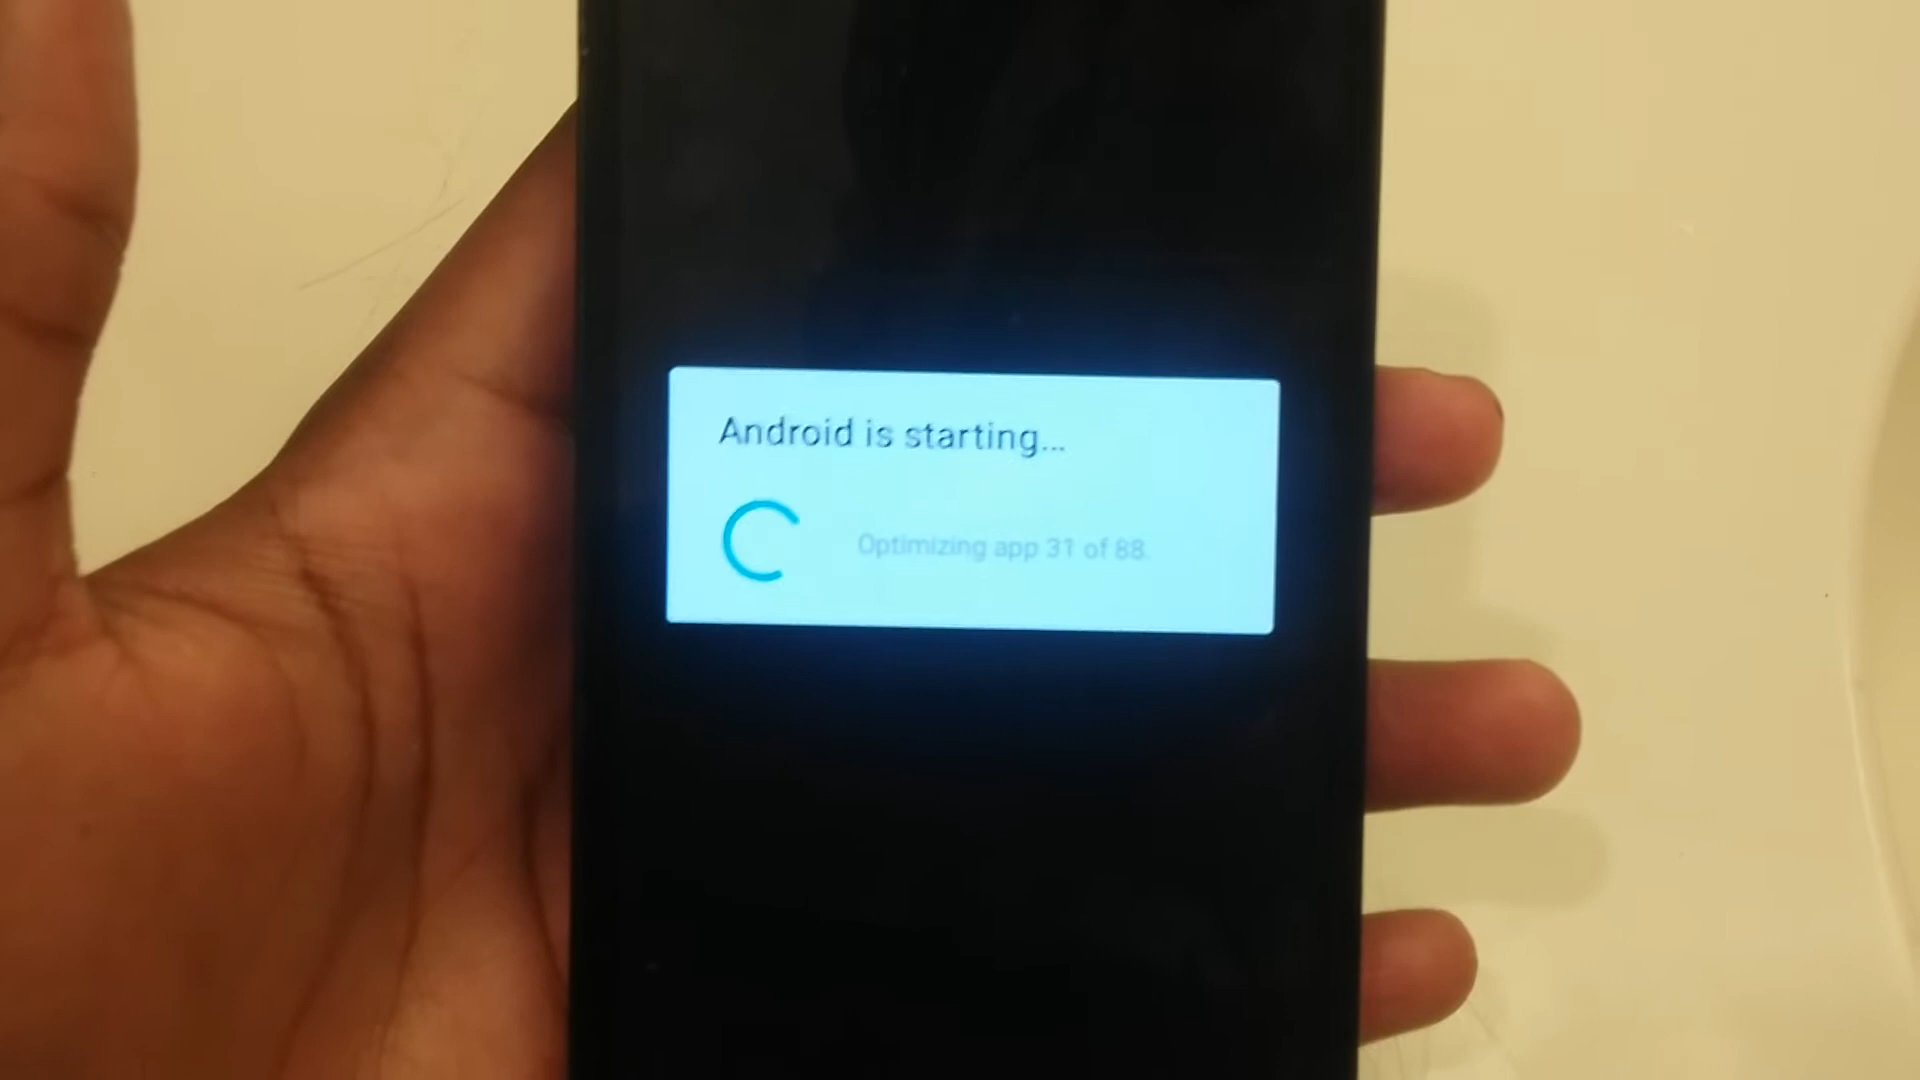 Android is starting...
Optimizing app 31 of 88.